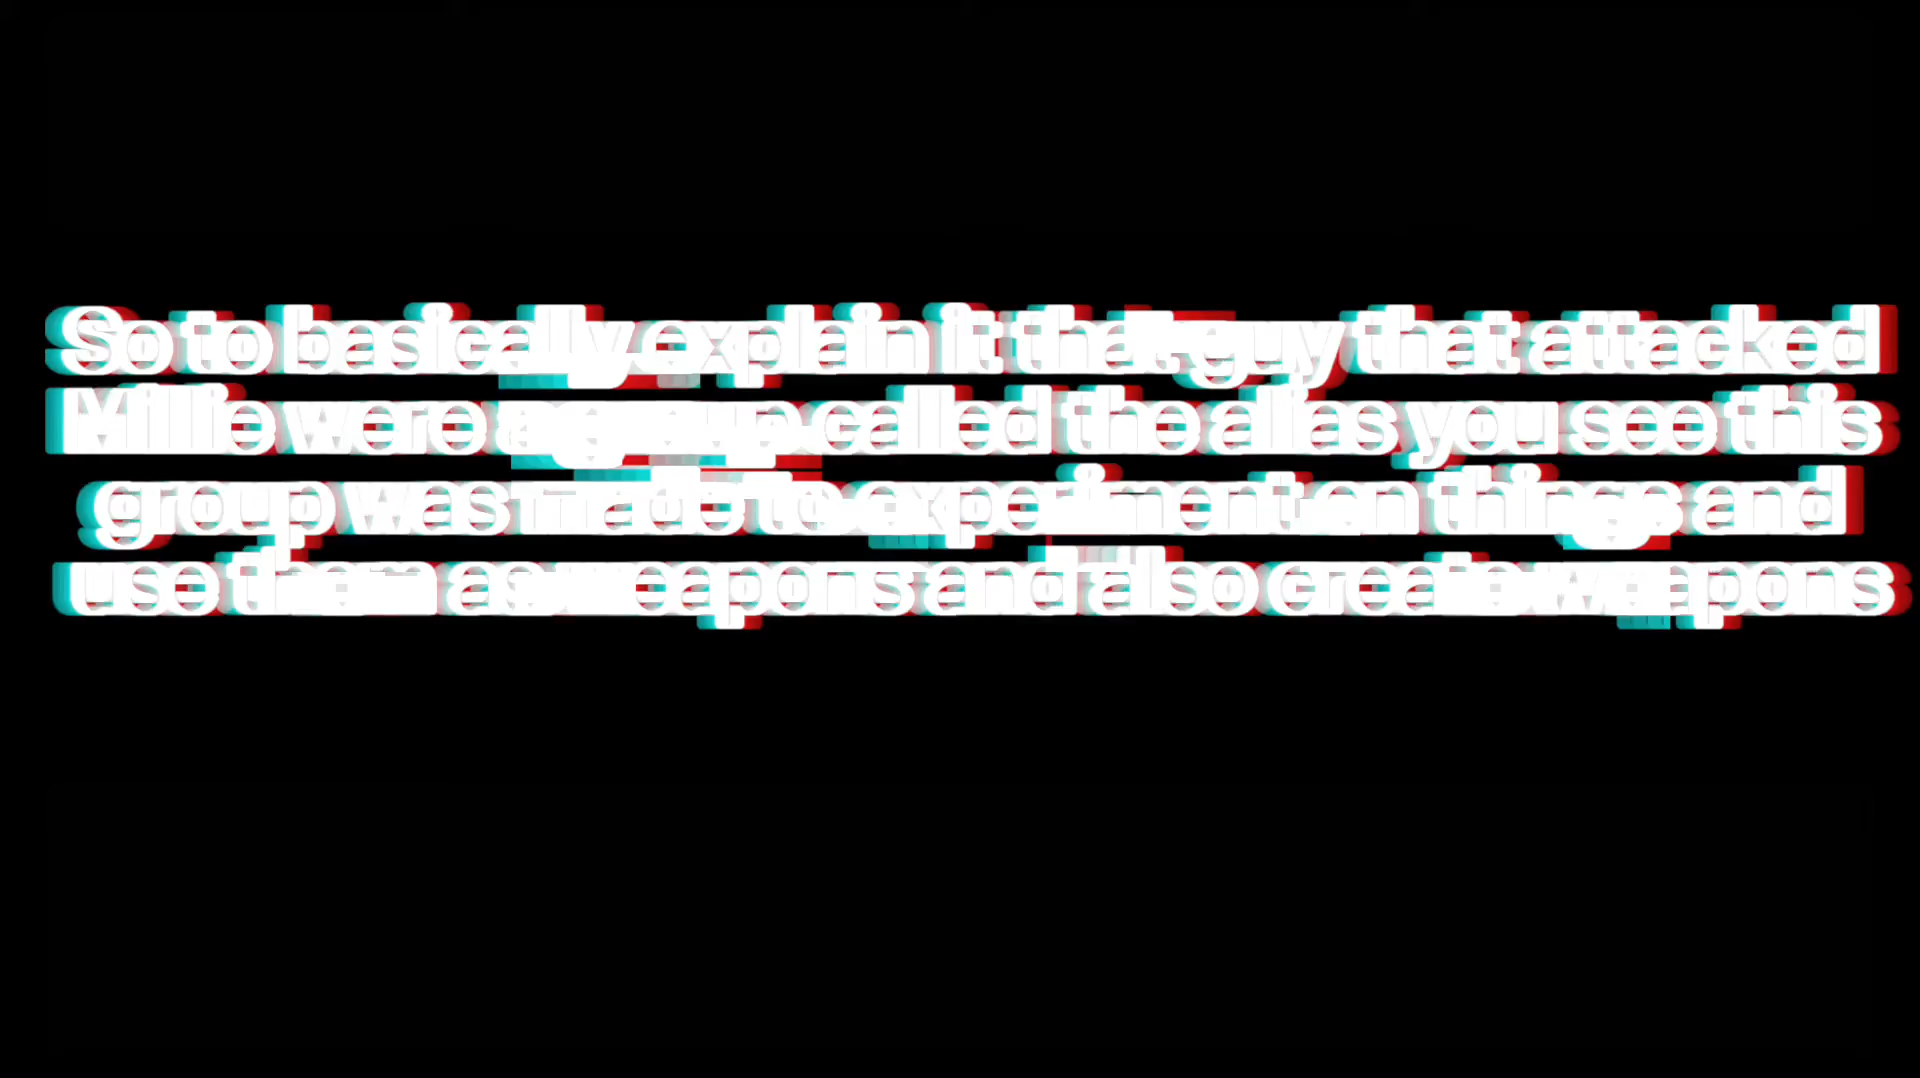 So to basically explain it that guy that attacked
Millie were a group called the alias you see this
group was made to experiment on things and
use them as weapons and also create weapons